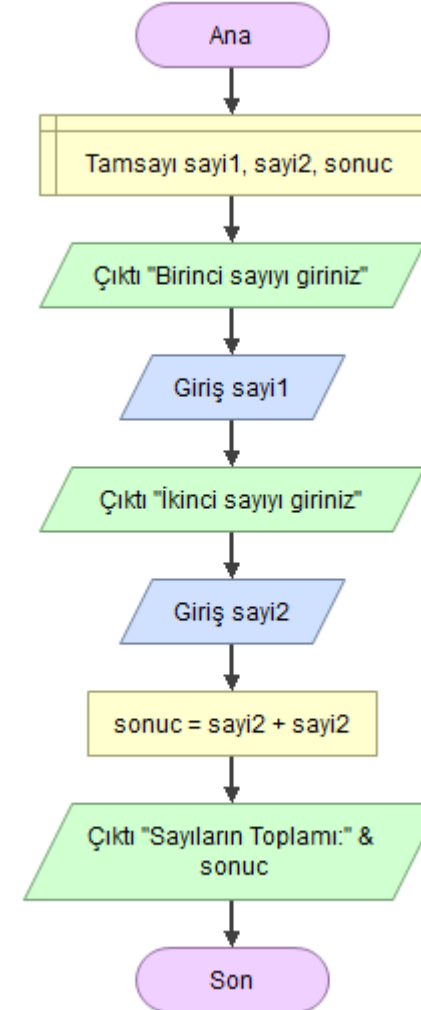 Ana
Tamsayı sayi1, sayi2, sonuc
Çıktı "Birinci sayıyı giriniz"
Giriş sayi1
Çıktı "İkinci sayıyı giriniz"
Giriş sayi2
sonuc = sayi2 + sayi2
Çıktı "Sayıların Toplamı:" &
sonuc
Son